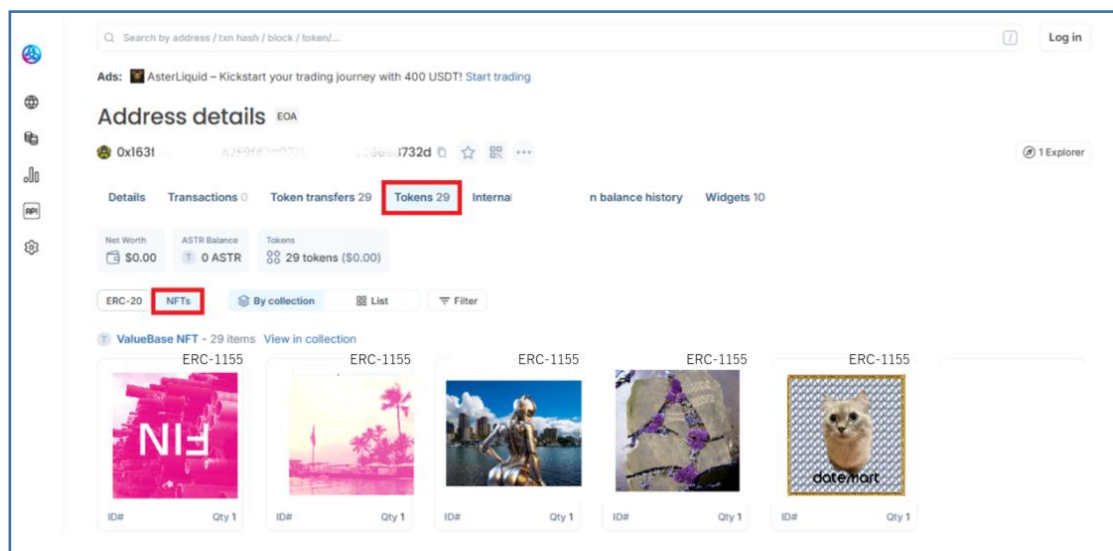 Search by address / txn hash / block / token/... /
Log in
Ads: AsterLiquid – Kickstart your trading journey with 400 USDT! Start trading
Address details EOA
0x163f 732d
1 Explorer
Details Transactions 0 Token transfers 29 Tokens 29 Internal n balance history Widgets 10
Net Worth ASTR Balance Tokens
$0.00 0 ASTR 29 tokens ($0.00)
ERC-20 NFTs By collection List Filter
T ValueBase NFT - 29 items View in collection
ERC-1155 ERC-1155 ERC-1155 ERC-1155 ERC-1155
datemart
ID# Qty 1 ID# Qty 1 ID# Qty 1 ID# Qty 1 ID# Qty 1
API